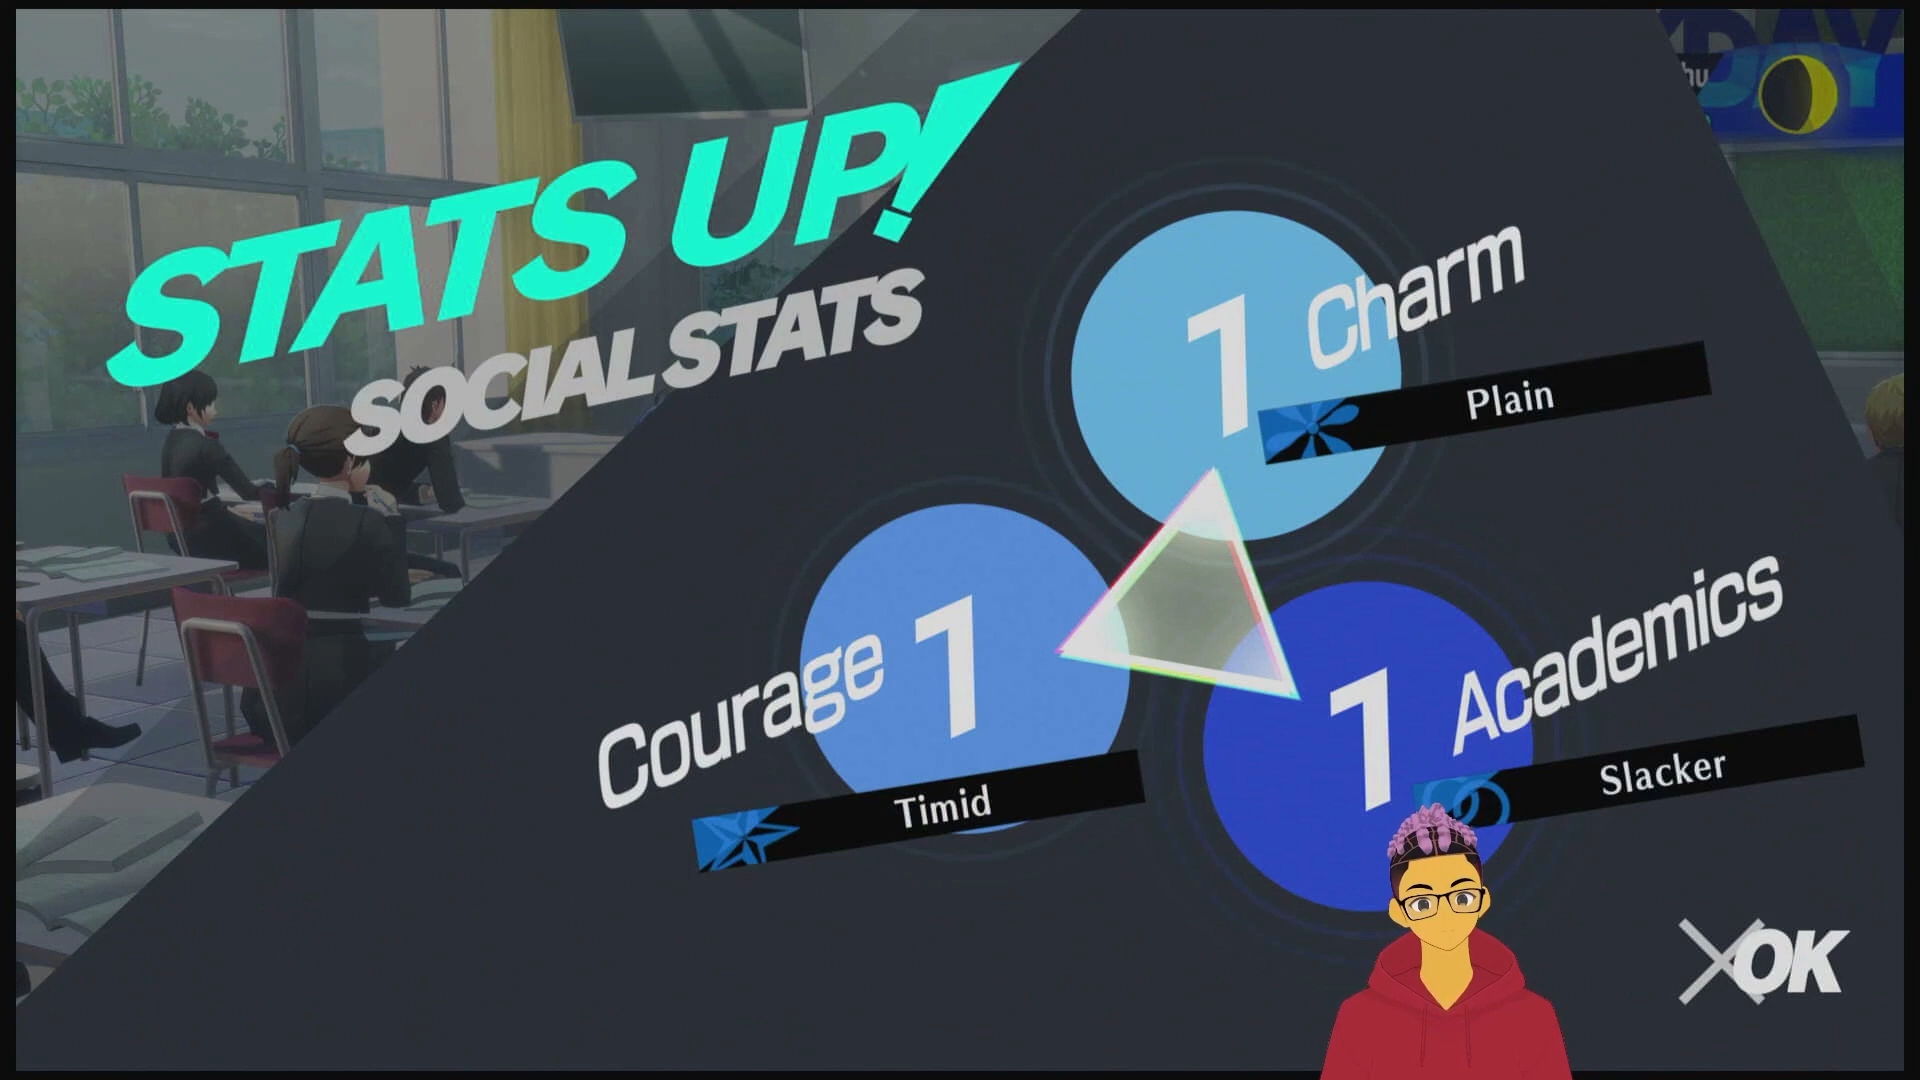 STATS UP!
SOCIAL STATS
1 Charm
Plain
Courage 1
Timid
1 Academics
Slacker
OK